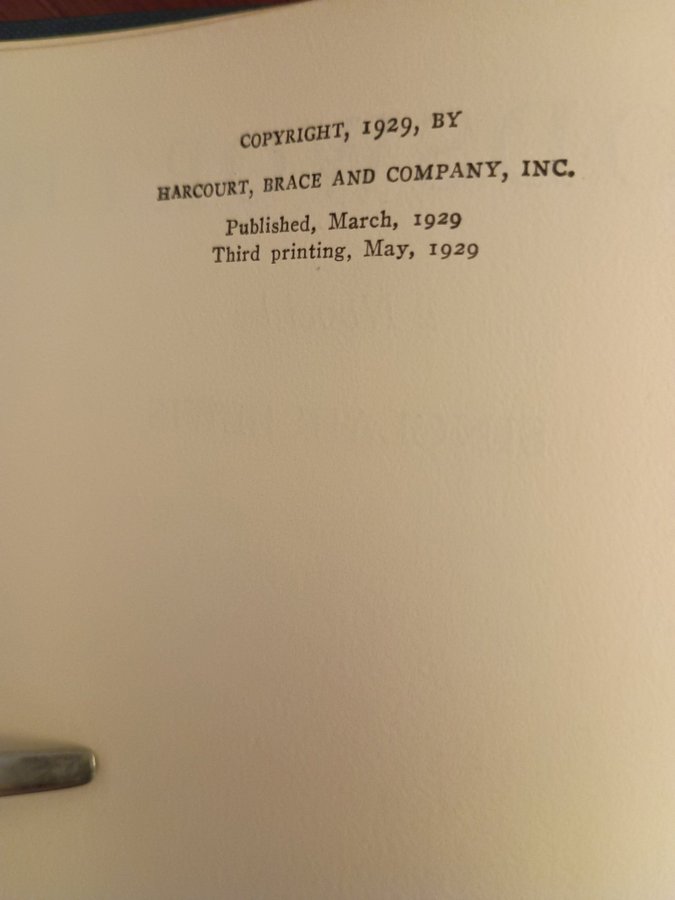 COPYRIGHT, 1929, BY
HARCOURT, BRACE AND COMPANY, INC.
Published, March, 1929
Third printing, May, 1929